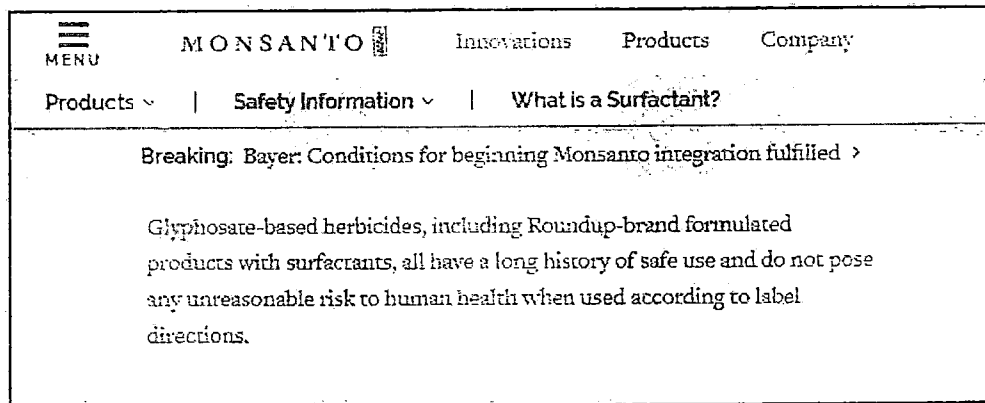 MENU
MONSANTO Innovations Products Company
Products | Safety Information | What is a Surfactant?
Breaking: Bayer: Conditions for beginning Monsanto integration fulfilled >
Glyphosate-based herbicides, including Roundup-brand formulated
products with surfactants, all have a long history of safe use and do not pose
any unreasonable risk to human health when used according to label
directions.